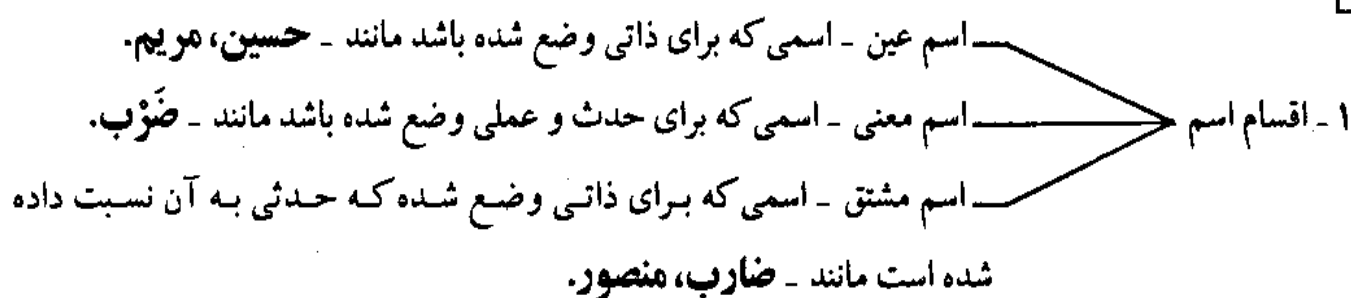 اسم عین ـ اسمی که برای ذاتی وضع شده باشد مانند ـ حسین، مریم.
۱ ـ اقسام اسم
اسم معنی ـ اسمی که برای حدث و عملی وضع شده باشد مانند ـ ضَرْب.
اسم مشتق ـ اسمی که برای ذاتی وضع شده که حدثی به آن نسبت داده
شده است مانند ـ ضارب، منصور.